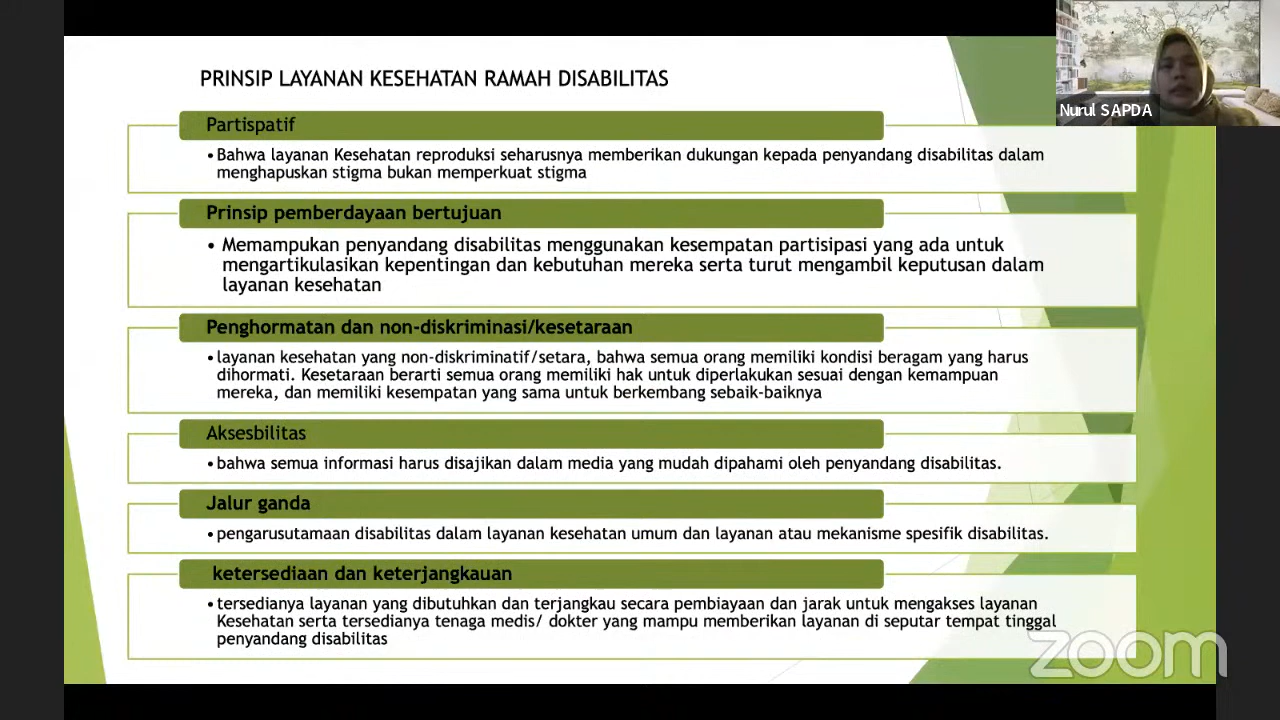 PRINSIP LAYANAN KESEHATAN RAMAH DISABILITAS
Nurul SAPDA
Partispatif
•Bahwa layanan Kesehatan reproduksi seharusnya memberikan dukungan kepada penyandang disabilitas dalam
menghapuskan stigma bukan memperkuat stigma
Prinsip pemberdayaan bertujuan
• Memampukan penyandang disabilitas menggunakan kesempatan partisipasi yang ada untuk
mengartikulasikan kepentingan dan kebutuhan mereka serta turut mengambil keputusan dalam
layanan kesehatan
Penghormatan dan non-diskriminasi/kesetaraan
•layanan kesehatan yang non-diskriminatif/setara, bahwa semua orang memiliki kondisi beragam yang harus
dihormati. Kesetaraan berarti semua orang memiliki hak untuk diperlakukan sesuai dengan kemampuan
mereka, dan memiliki kesempatan yang sama untuk berkembang sebaik-baiknya
Aksesbilitas
•bahwa semua informasi harus disajikan dalam media yang mudah dipahami oleh penyandang disabilitas.
Jalur ganda
•pengarusutamaan disabilitas dalam layanan kesehatan umum dan layanan atau mekanisme spesifik disabilitas.
ketersediaan dan keterjangkauan
•tersedianya layanan yang dibutuhkan dan terjangkau secara pembiayaan dan jarak untuk mengakses layanan
Kesehatan serta tersedianya tenaga medis/ dokter yang mampu memberikan layanan di seputar tempat tinggal
penyandang disabilitas
zoom